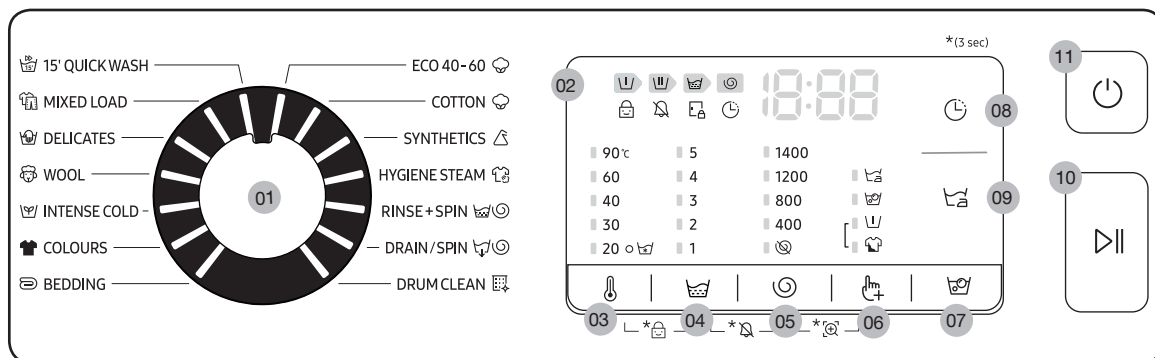 *(3 sec)
15' QUICK WASH
MIXED LOAD
DELICATES
WOOL
INTENSE COLD
COLOURS
BEDDING
01
ECO 40-60
COTTON
SYNTHETICS
HYGIENE STEAM
RINSE+SPIN
DRAIN/SPIN
DRUM CLEAN
02
18:88
90℃ 5 1400
60 4 1200
40 3 800
30 2 400
20 1
03 04 05 06 07
* * *
08
09
10
11